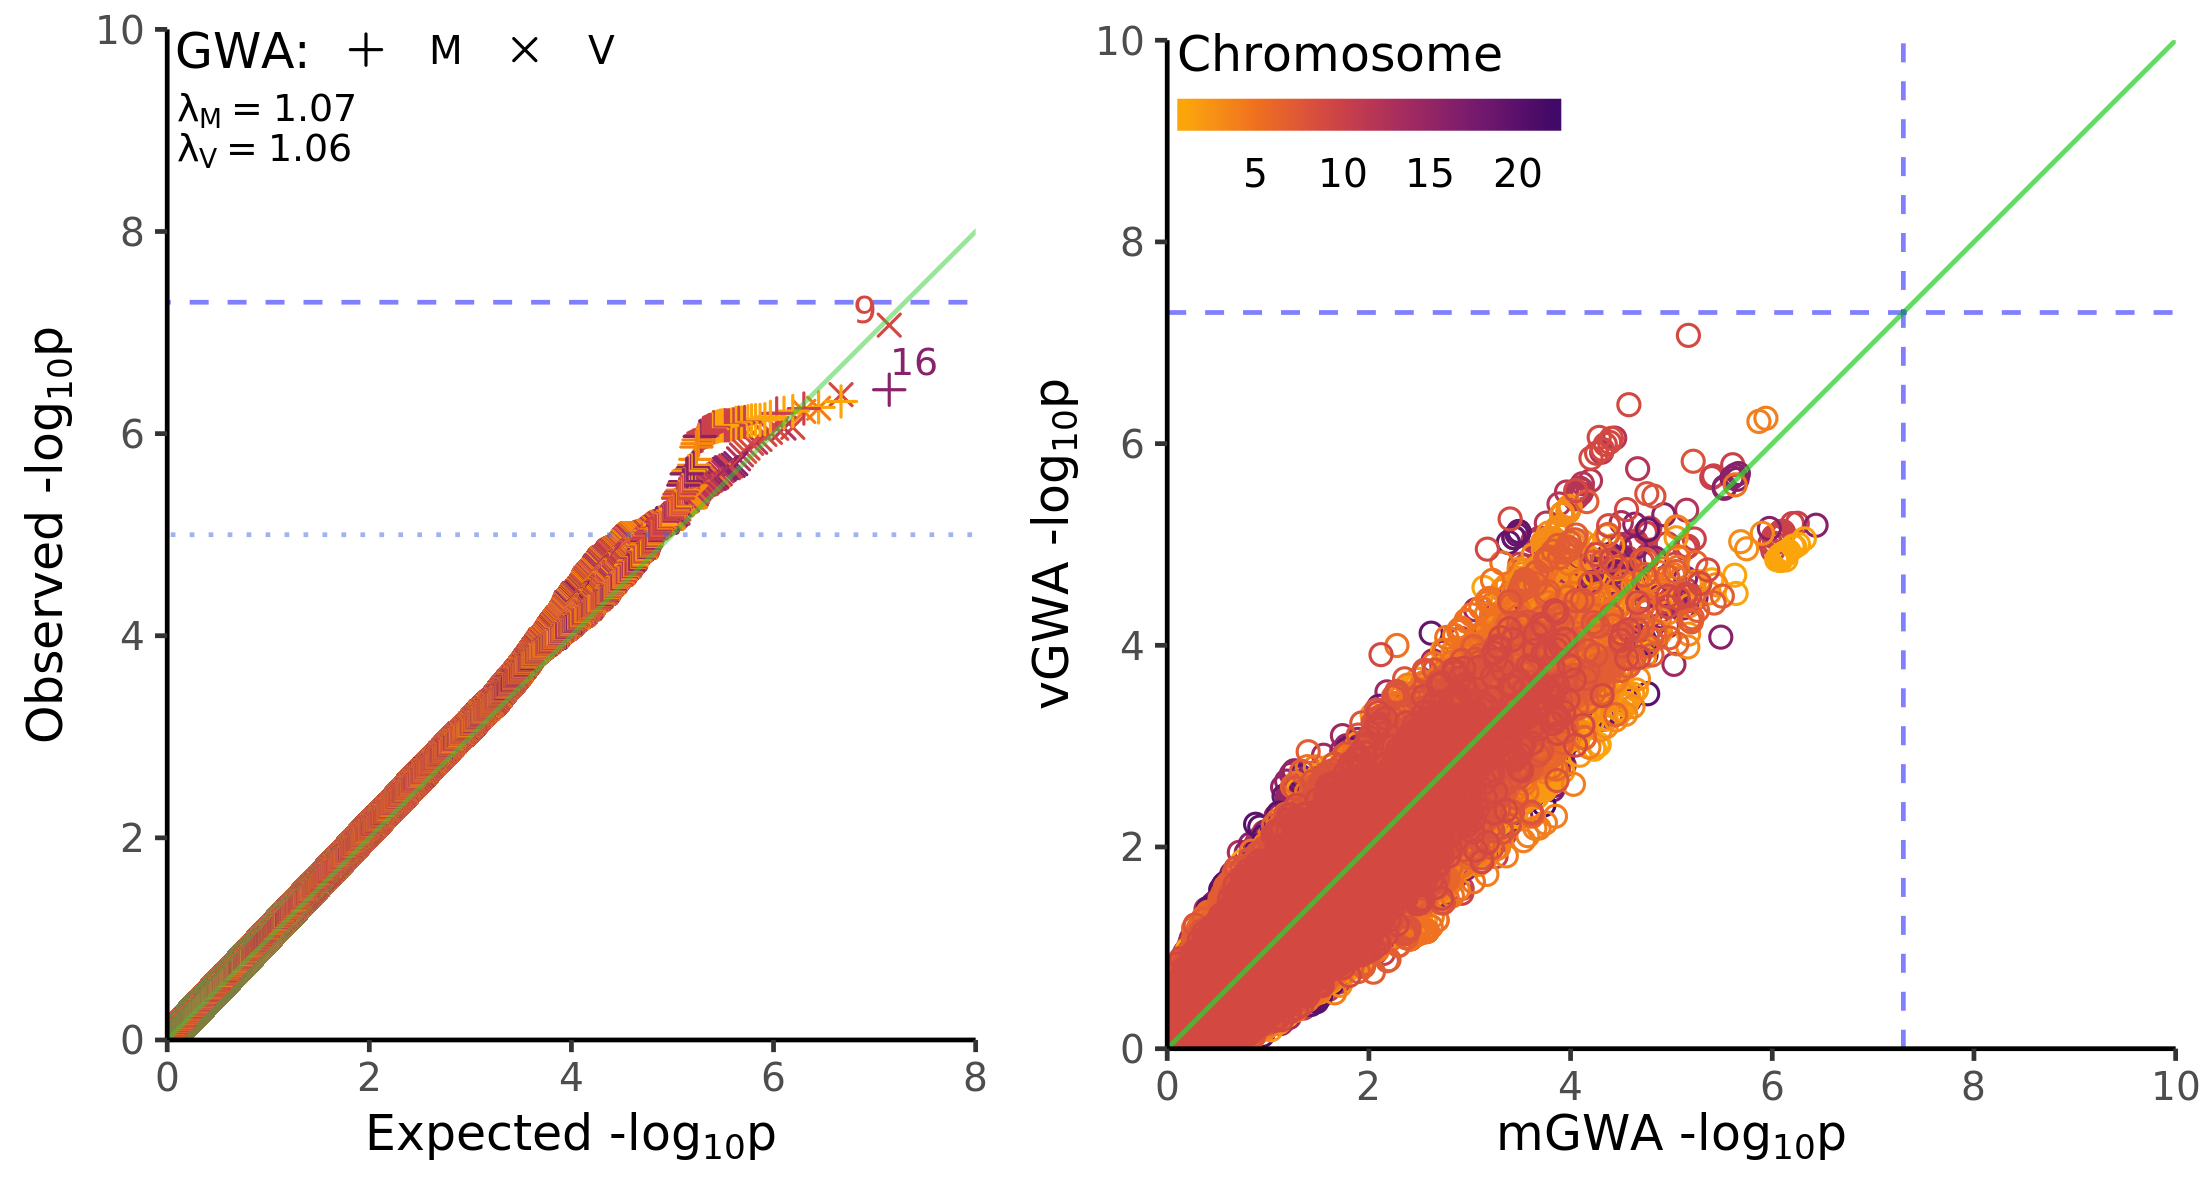 GWA: + M × V
λM = 1.07
λV = 1.06
10
8
6
4
2
0
Observed -log10p
9
16
0 2 4 6 8
Expected -log10p
Chromosome
5 10 15 20
10
8
6
4
2
0
vGWA -log10p
0 2 4 6 8 10
mGWA -log10p